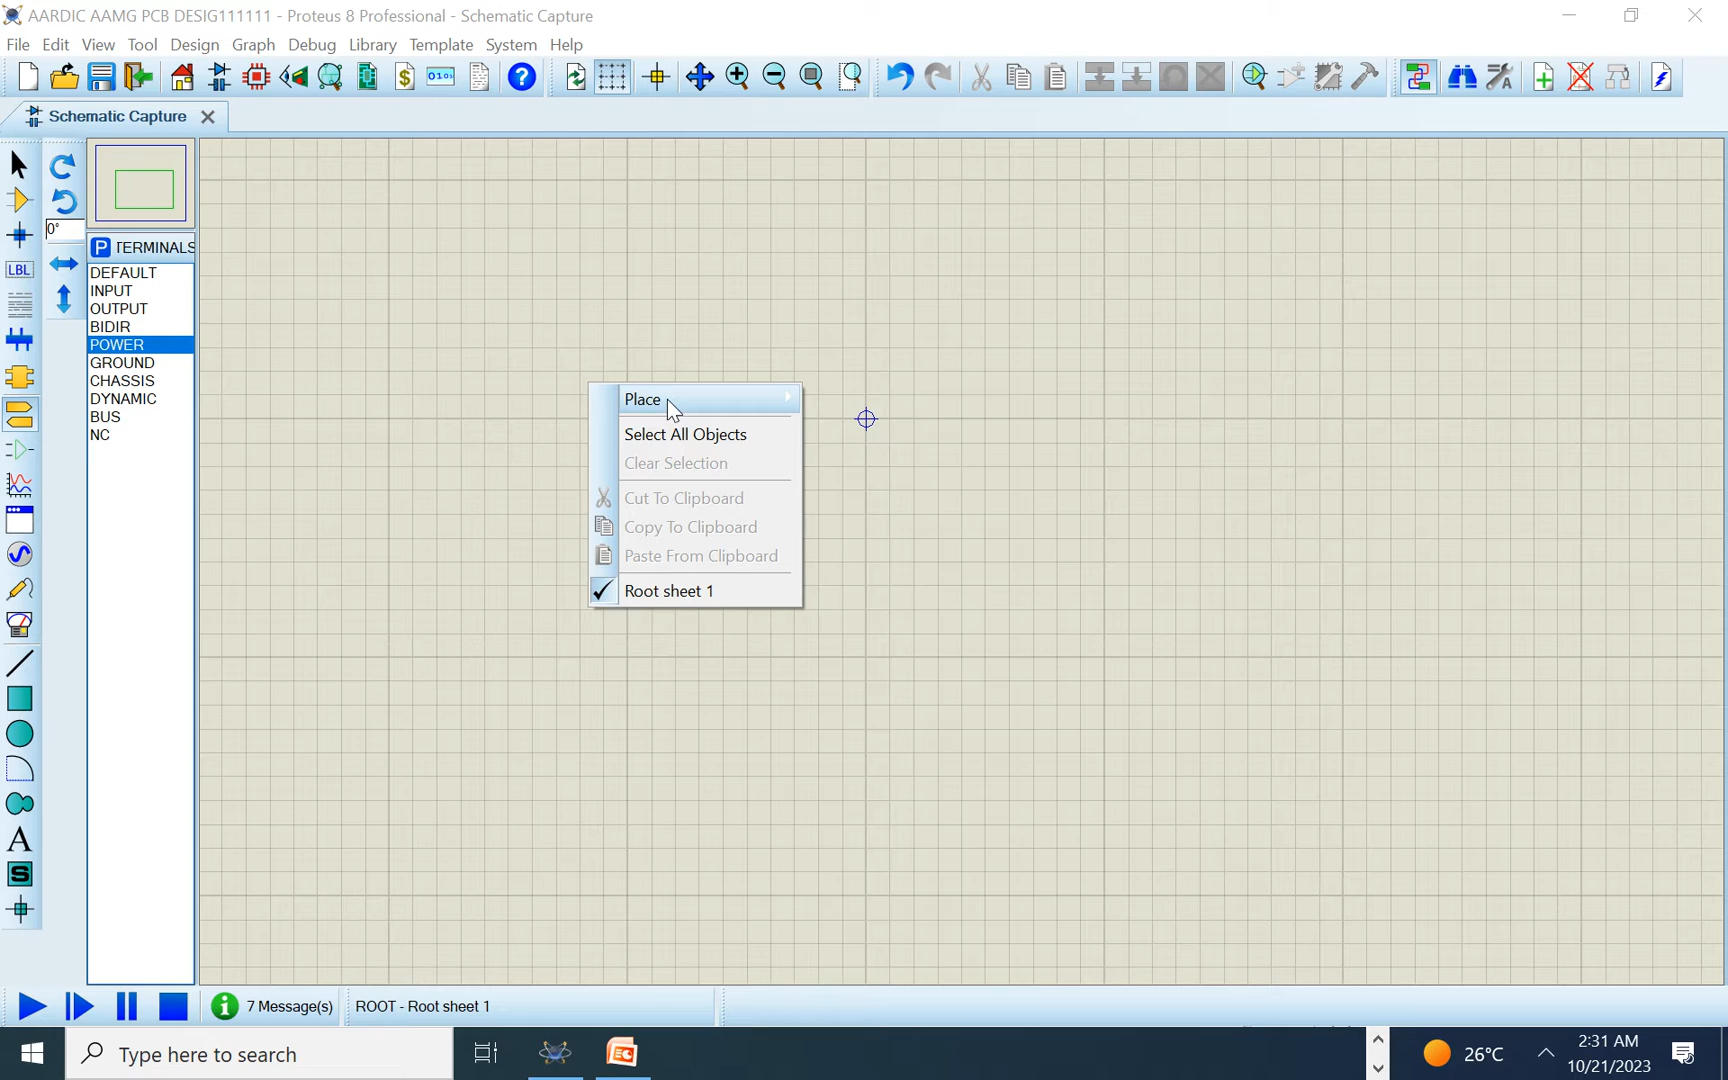 AARDIC AAMG PCB DESIG111111 - Proteus 8 Professional - Schematic Capture
File Edit View Tool Design Graph Debug Library Template System Help
Schematic Capture
LBL
0°
P TERMINALS
DEFAULT
INPUT
OUTPUT
BIDIR
POWER
GROUND
CHASSIS
DYNAMIC
BUS
NC
Place
Select All Objects
Clear Selection
Cut To Clipboard
Copy To Clipboard
Paste From Clipboard
Root sheet 1
A
S
7 Message(s) ROOT - Root sheet 1
Type here to search
26°C
2:31 AM
10/21/2023